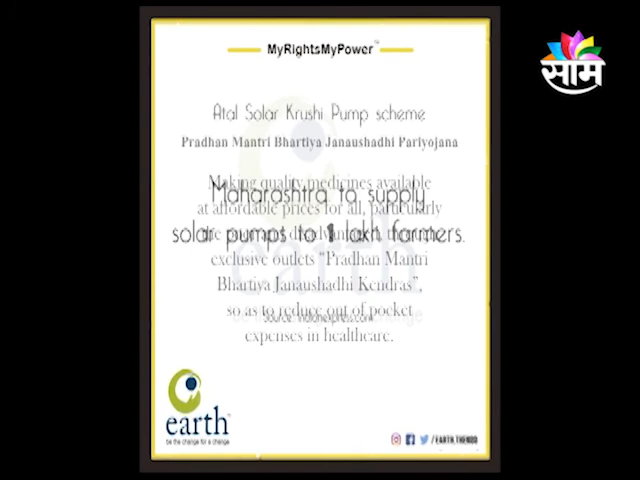 MyRightsMyPower™
साम
Atal Solar Krushi Pump scheme
Pradhan Mantri Bhartiya Janaushadhi Pariyojana
Making quality medicines available
Maharashtra to supply
at affordable prices for all, particularly
solar pumps to 1 lakh farmers.
exclusive outlets “Pradhan Mantri
Bhartiya Janaushadhi Kendras”,
so as to reduce out of pocket
Source: indianexpress.com
expenses in healthcare.
earth
be the change for a change
/EARTH.THENGO